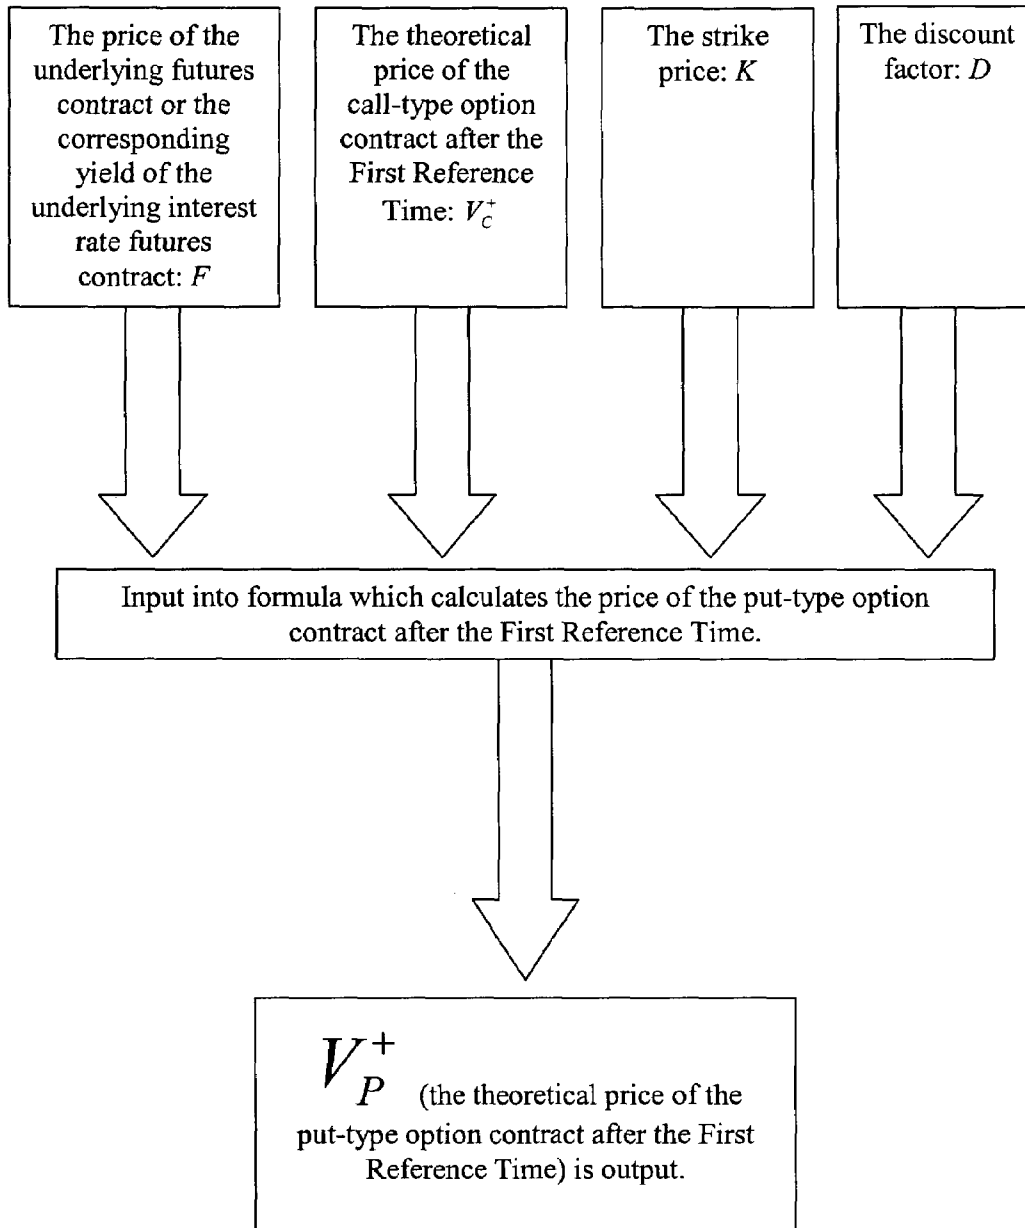 The price of the
underlying futures
contract or the
corresponding
yield of the
underlying interest
rate futures
contract: F
The theoretical
price of the
call-type option
contract after the
First Reference
Time: V_C^+
The strike
price: K
The discount
factor: D
Input into formula which calculates the price of the put-type option
contract after the First Reference Time.
V_P^+ (the theoretical price of the
put-type option contract after the First
Reference Time) is output.